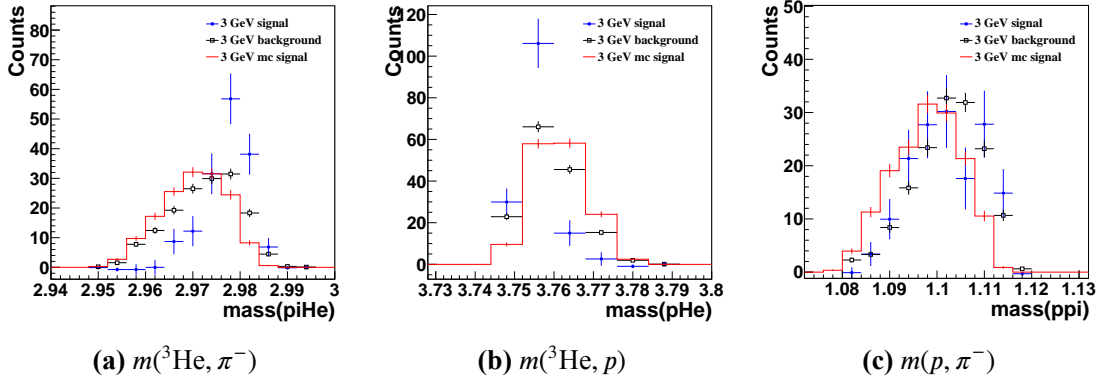 Counts
80
70
60
50
40
30
20
10
0
3 GeV signal
3 GeV background
3 GeV mc signal
2.94 2.95 2.96 2.97 2.98 2.99 3
mass(piHe)
(a) m(³He, π⁻)
Counts
120
100
80
60
40
20
0
3 GeV signal
3 GeV background
3 GeV mc signal
3.73 3.74 3.75 3.76 3.77 3.78 3.79 3.8
mass(pHe)
(b) m(³He, p)
Counts
50
40
30
20
10
0
3 GeV signal
3 GeV background
3 GeV mc signal
1.08 1.09 1.1 1.11 1.12 1.13
mass(ppi)
(c) m(p, π⁻)